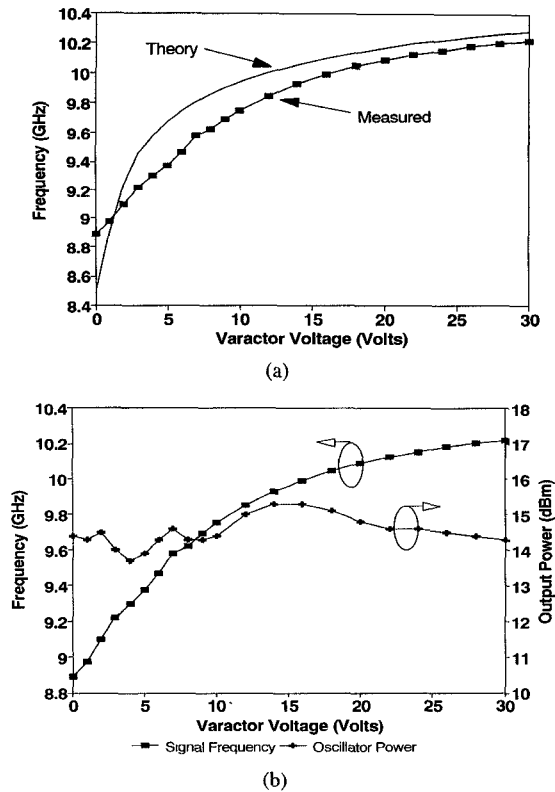 10.4
10.2
10
9.8
9.6
9.4
9.2
9
8.8
8.6
8.4
Frequency (GHz)
Theory
Measured
0 5 10 15 20 25 30
Varactor Voltage (Volts)
(a)
10.4
10.2
10
9.8
9.6
9.4
9.2
9
8.8
Frequency (GHz)
18
17
16
15
14
13
12
11
10
Output Power (dBm)
0 5 10 15 20 25 30
Varactor Voltage (Volts)
Signal Frequency Oscillator Power
(b)